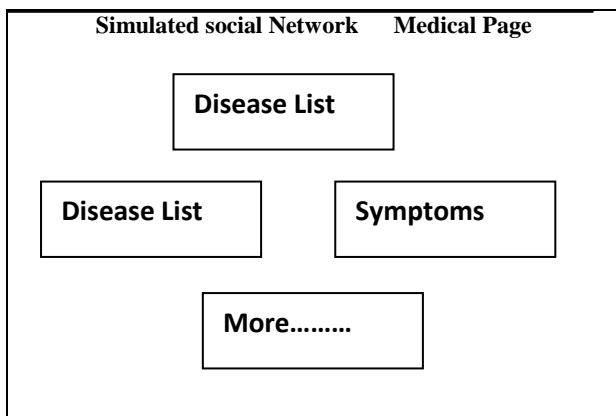 Simulated social Network Medical Page
Disease List
Disease List Symptoms
More.........